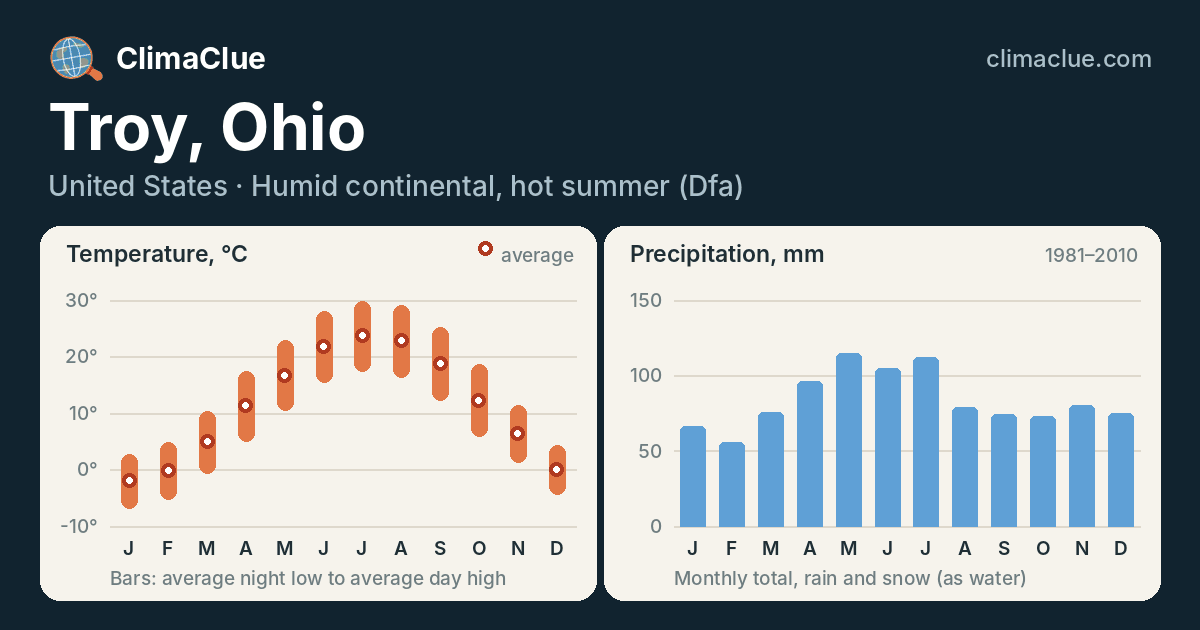 ClimaClue
climaclue.com
Troy, Ohio
United States · Humid continental, hot summer (Dfa)
Temperature, °C
average
30°
20°
10°
0°
-10°
J F M A M J J A S O N D
Bars: average night low to average day high
Precipitation, mm
1981–2010
150
100
50
0
J F M A M J J A S O N D
Monthly total, rain and snow (as water)